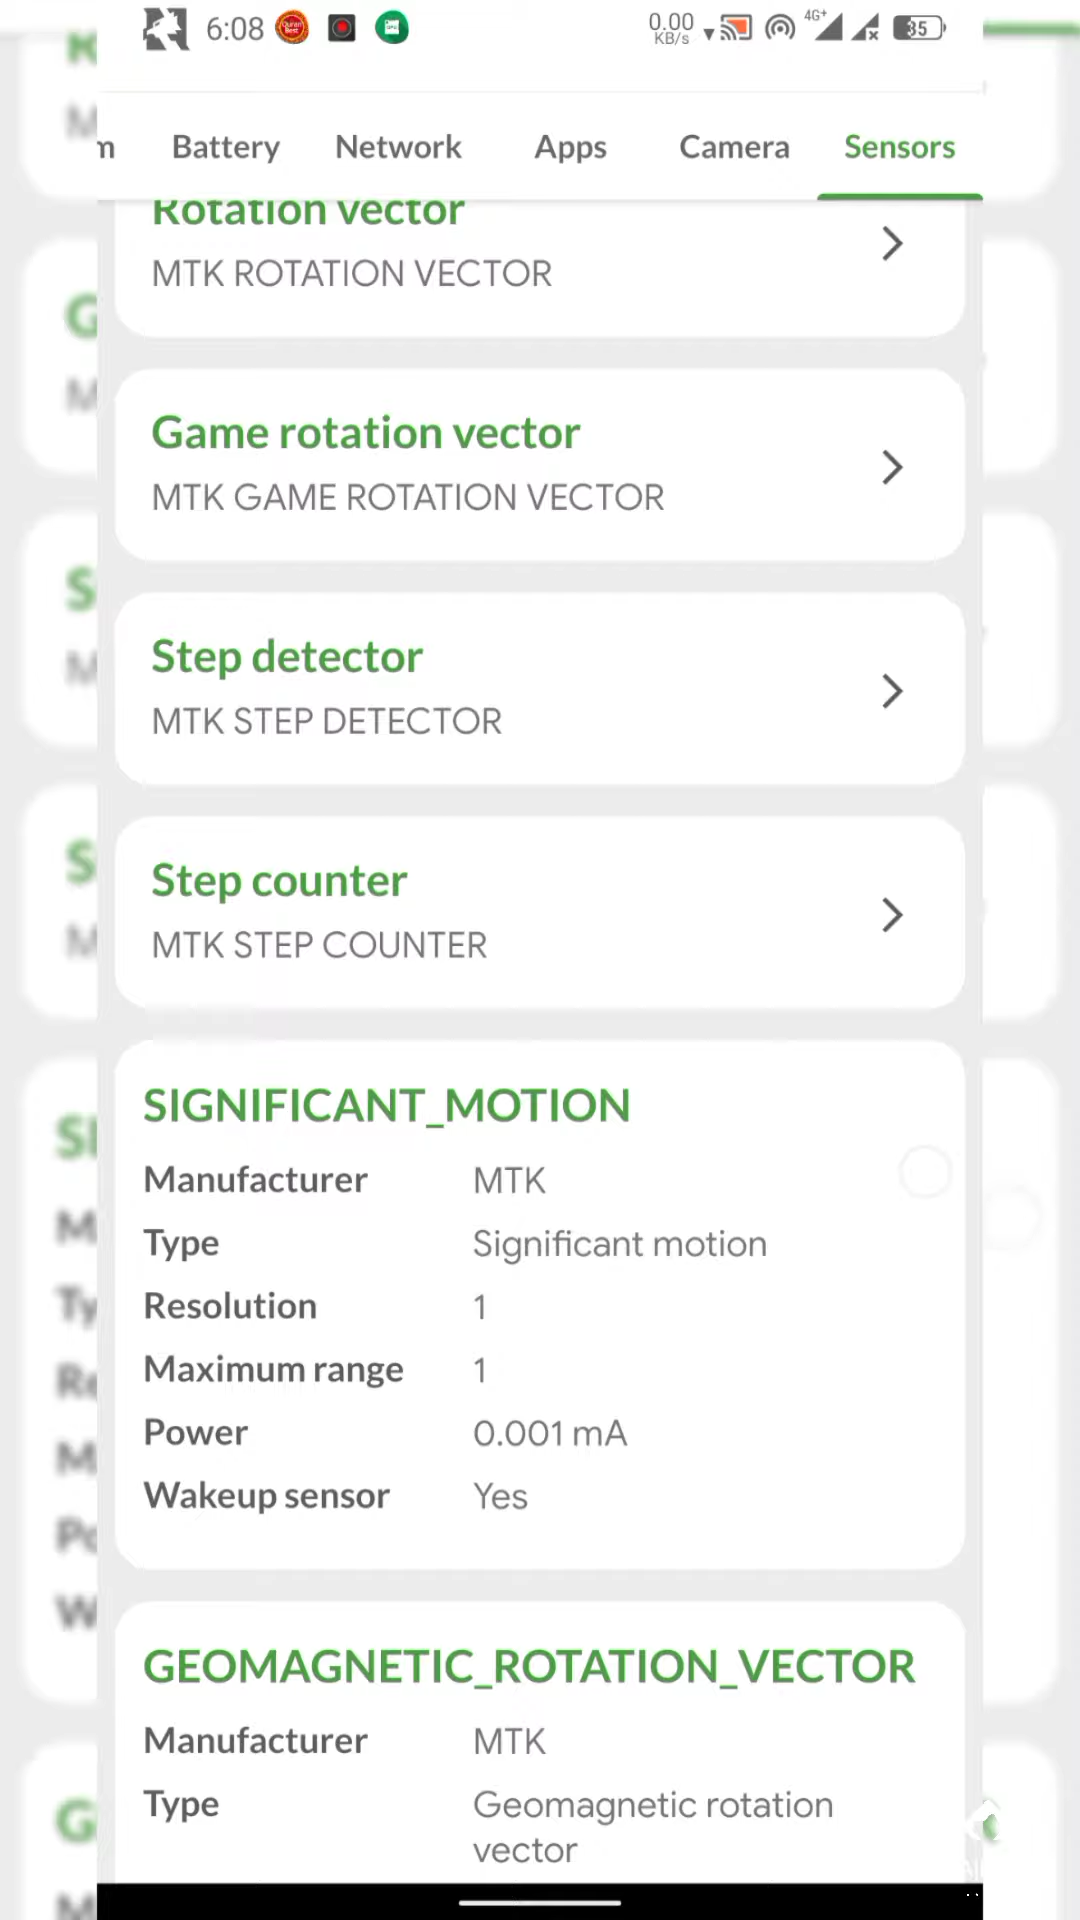 6:08
0.00
KB/s
4G+
35
m Battery Network Apps Camera Sensors
Rotation vector
MTK ROTATION VECTOR
Game rotation vector
MTK GAME ROTATION VECTOR
Step detector
MTK STEP DETECTOR
Step counter
MTK STEP COUNTER
SIGNIFICANT_MOTION
Manufacturer MTK
Type Significant motion
Resolution 1
Maximum range 1
Power 0.001 mA
Wakeup sensor Yes
GEOMAGNETIC_ROTATION_VECTOR
Manufacturer MTK
Type Geomagnetic rotation
vector